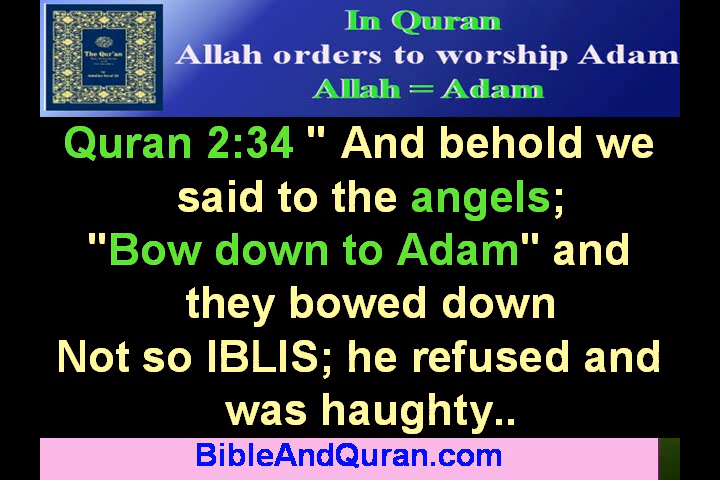 In Quran
Allah orders to worship Adam
Allah = Adam
The Qur'an
Quran 2:34 " And behold we
said to the angels;
"Bow down to Adam" and
they bowed down
Not so IBLIS; he refused and
was haughty..
BibleAndQuran.com